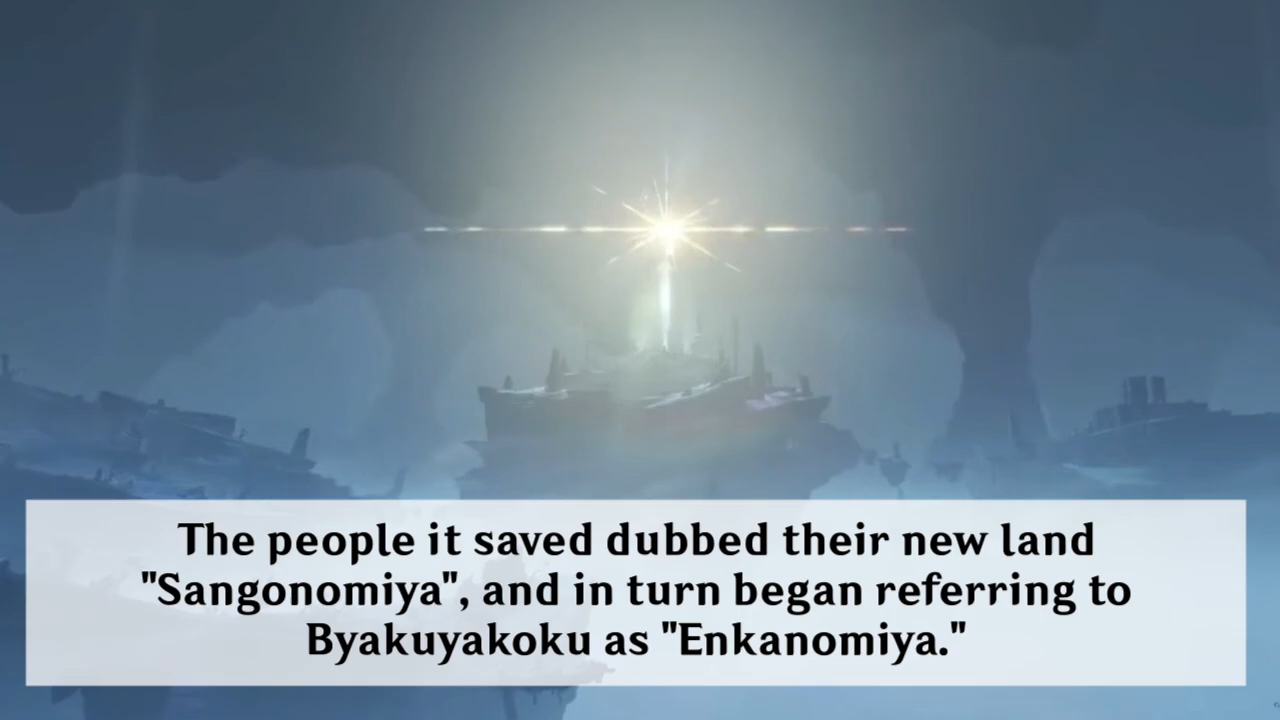 The people it saved dubbed their new land
"Sangonomiya", and in turn began referring to
Byakuyakoku as "Enkanomiya."